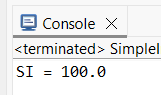 Console
<terminated> Simplel
SI = 100.0